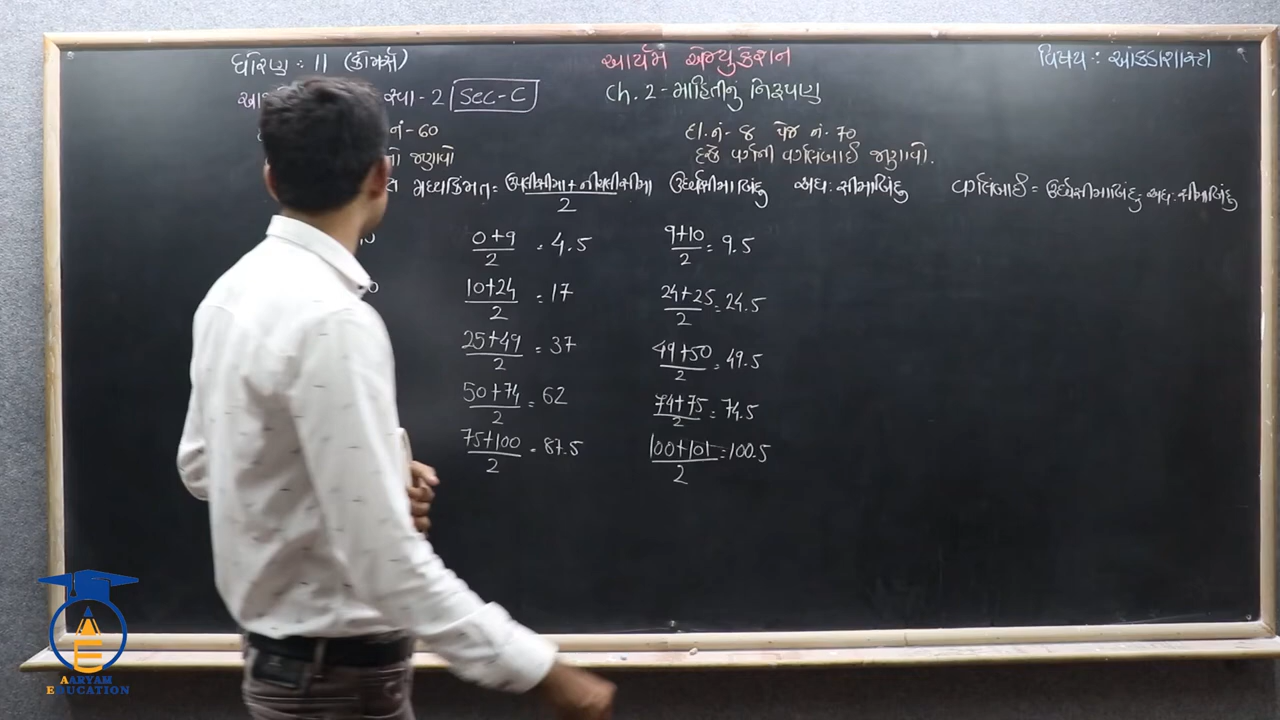 ધોરણ : 11 (કોમર્સ) આર્યમ એજ્યુકેશન વિષય : આંકડાશાસ્ત્ર
સ્વા - 2 Sec-C Ch. 2 - માહિતીનું નિરૂપણ
નં - 60 દા. નં - 8 પેજ નં. 70
જણાવો દરેક વર્ગની વર્ગલંબાઈ જણાવો.
મધ્યકિંમત = ઉપલીસીમા + નીચલીસીમા / 2 ઉર્ધ્વસીમાબિંદુ અધઃસીમાબિંદુ વર્ગલંબાઈ = ઉર્ધ્વસીમાબિંદુ - અધઃસીમાબિંદુ
0+9 / 2 = 4.5 9+10 / 2 = 9.5
10+24 / 2 = 17 24+25 / 2 = 24.5
25+49 / 2 = 37 49+50 / 2 = 49.5
50+74 / 2 = 62 74+75 / 2 = 74.5
75+100 / 2 = 87.5 100+101 / 2 = 100.5
AARYAM
EDUCATION